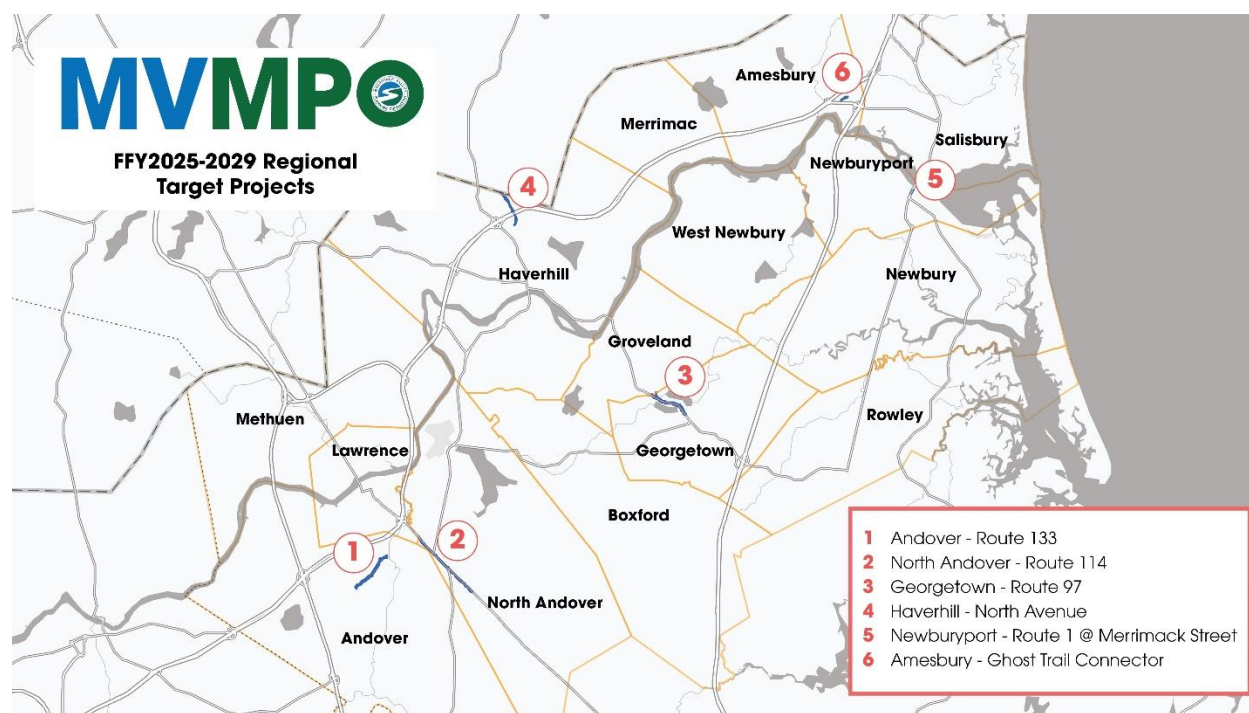 MVMPO
FFY2025-2029 Regional
Target Projects
Amesbury
6
Merrimac
Salisbury
Newburyport
5
4
West Newbury
Haverhill
Newbury
Groveland
3
Rowley
Methuen
Lawrence
Georgetown
Boxford
1
2
North Andover
Andover
1 Andover - Route 133
2 North Andover - Route 114
3 Georgetown - Route 97
4 Haverhill - North Avenue
5 Newburyport - Route 1 @ Merrimack Street
6 Amesbury - Ghost Trail Connector